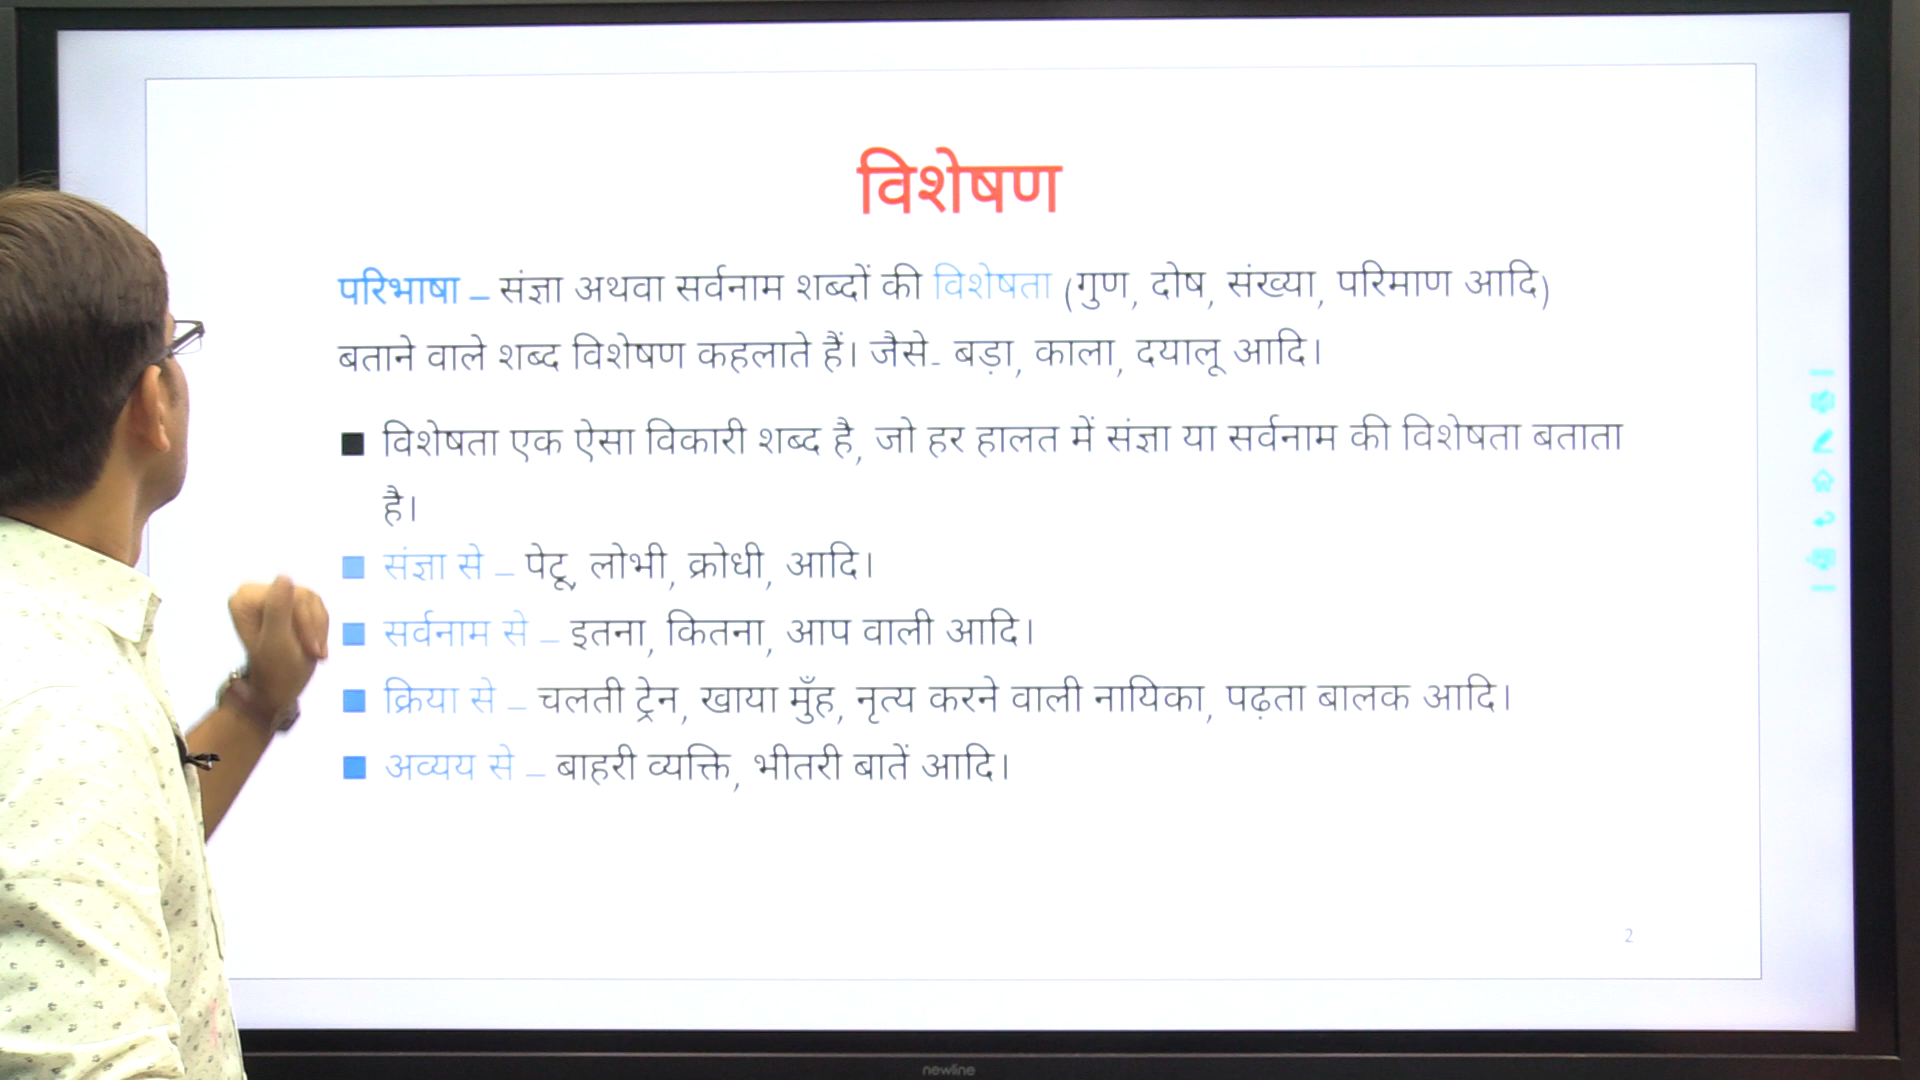 विशेषण
परिभाषा – संज्ञा अथवा सर्वनाम शब्दों की विशेषता (गुण, दोष, संख्या, परिमाण आदि)
बताने वाले शब्द विशेषण कहलाते हैं। जैसे- बड़ा, काला, दयालू आदि।
■ विशेषता एक ऐसा विकारी शब्द है, जो हर हालत में संज्ञा या सर्वनाम की विशेषता बताता
है।
■ संज्ञा से – पेटू, लोभी, क्रोधी, आदि।
■ सर्वनाम से – इतना, कितना, आप वाली आदि।
■ क्रिया से – चलती ट्रेन, खाया मुँह, नृत्य करने वाली नायिका, पढ़ता बालक आदि।
■ अव्यय से – बाहरी व्यक्ति, भीतरी बातें आदि।
2
newline